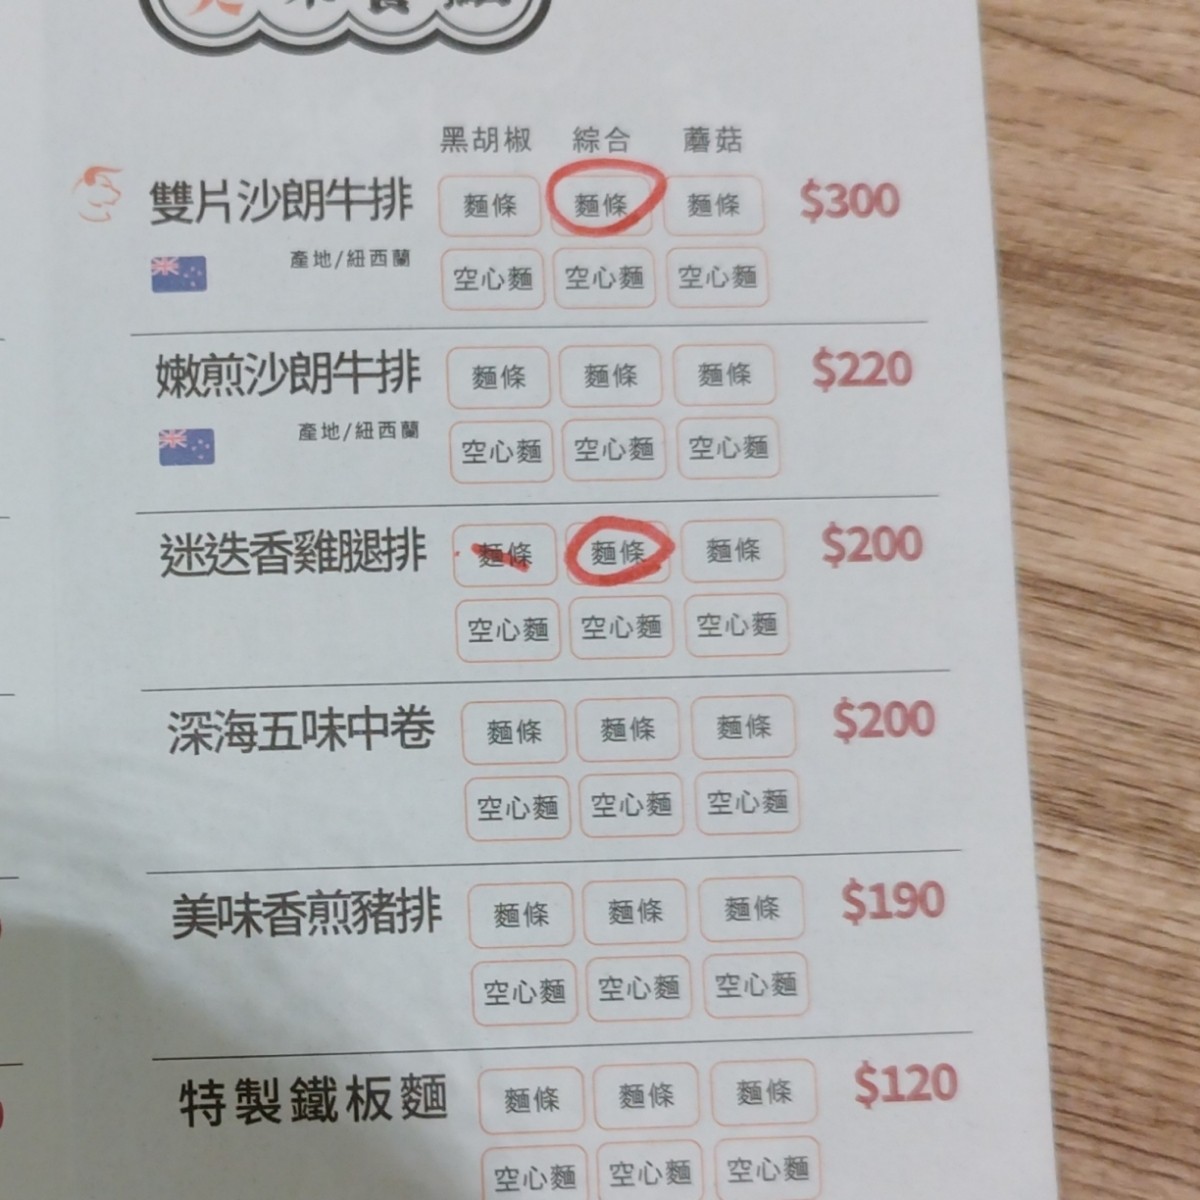 黑胡椒 綜合 蘑菇
雙片沙朗牛排 麵條 麵條 麵條 $300
產地/紐西蘭 空心麵 空心麵 空心麵
嫩煎沙朗牛排 麵條 麵條 麵條 $220
產地/紐西蘭 空心麵 空心麵 空心麵
迷迭香雞腿排 麵條 麵條 麵條 $200
空心麵 空心麵 空心麵
深海五味中卷 麵條 麵條 麵條 $200
空心麵 空心麵 空心麵
美味香煎豬排 麵條 麵條 麵條 $190
空心麵 空心麵 空心麵
特製鐵板麵 麵條 麵條 麵條 $120
空心麵 空心麵 空心麵